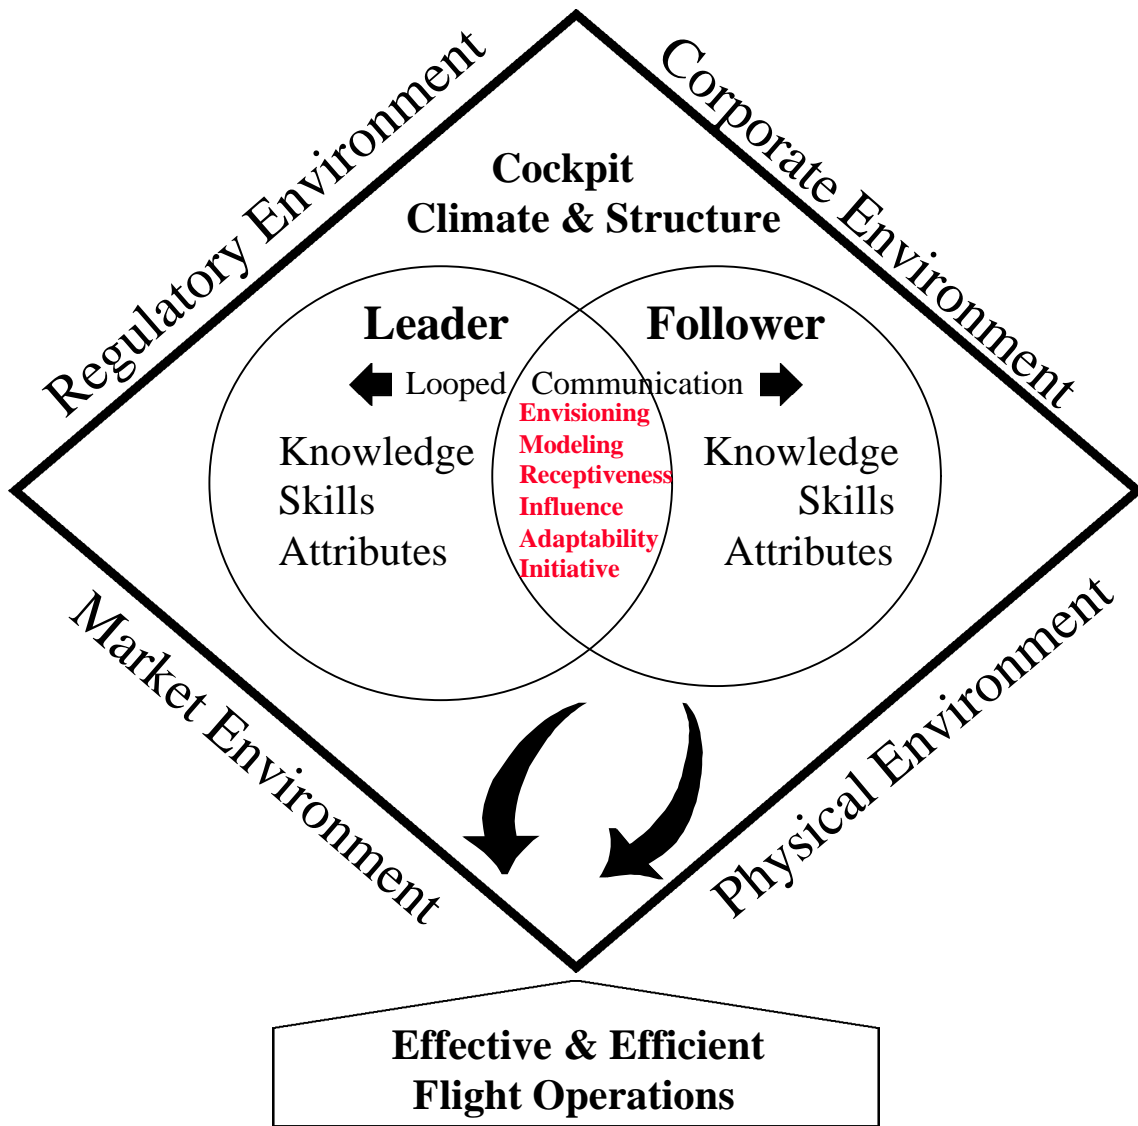 Regulatory Environment
Corporate Environment
Cockpit
Climate & Structure
Leader
Follower
Looped Communication
Envisioning
Modeling
Receptiveness
Influence
Adaptability
Initiative
Knowledge
Skills
Attributes
Knowledge
Skills
Attributes
Market Environment
Physical Environment
Effective & Efficient
Flight Operations